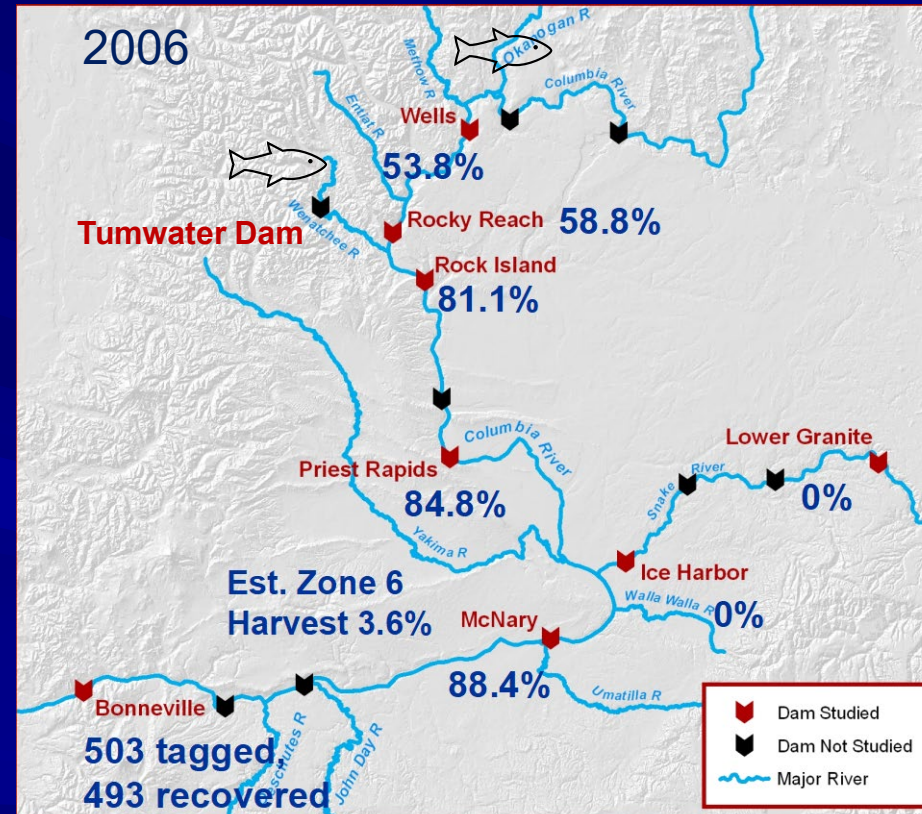 2006
Methow R
Okanogan R
Columbia River
Wells
Entiat R
53.8%
Rocky Reach 58.8%
Wenatchee R
Tumwater Dam
Rock Island
81.1%
Columbia River
Lower Granite
Priest Rapids
Snake River
84.8%
0%
Yakima R
Ice Harbor
Est. Zone 6
Harvest 3.6%
Walla Walla R
0%
McNary
88.4%
Umatilla R
Bonneville
503 tagged,
493 recovered
eschutes R
John Day R
Dam Studied
Dam Not Studied
Major River